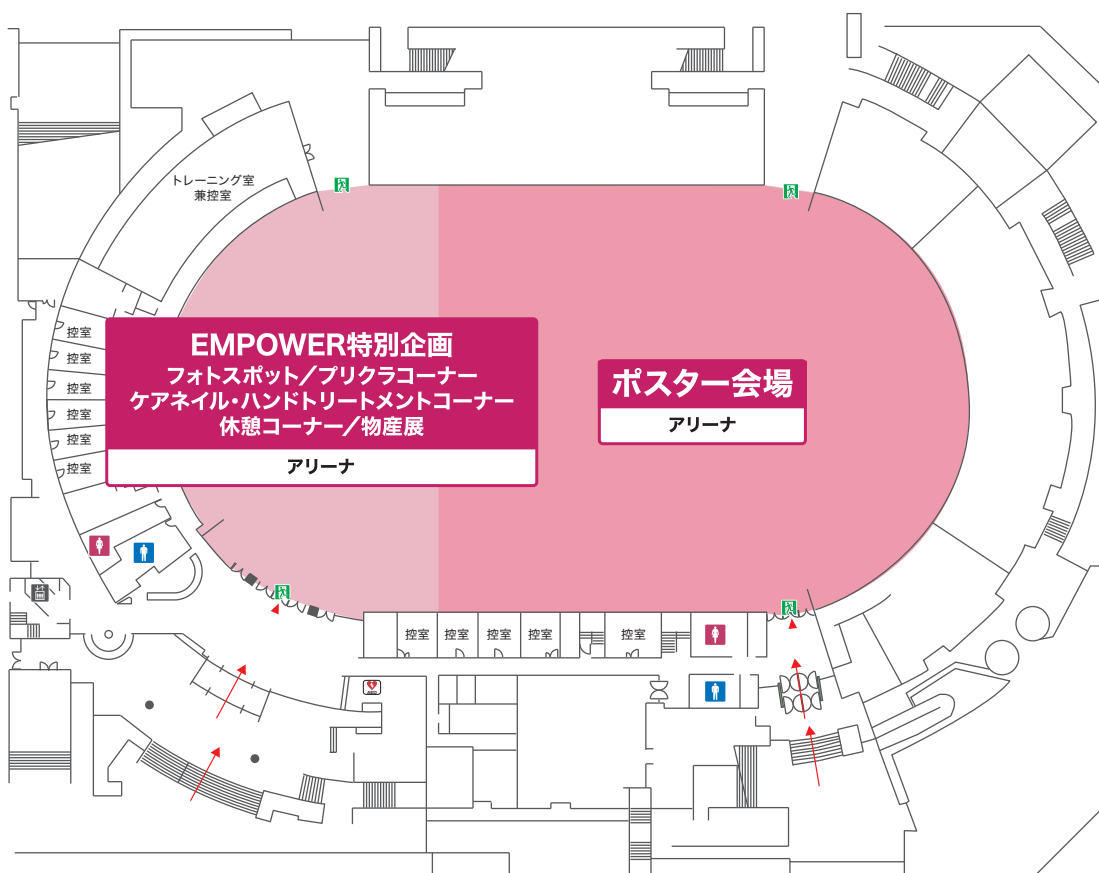 トレーニング室
兼控室
控室
控室
控室
控室
控室
控室
EMPOWER特別企画
フォトスポット／プリクラコーナー
ケアネイル・ハンドトリートメントコーナー
休憩コーナー／物産展
アリーナ
ポスター会場
アリーナ
控室
控室
控室
控室
控室
AED